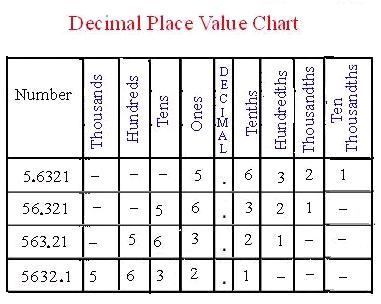 Decimal Place Value Chart
Number Thousands Hundreds Tens Ones DECIMAL Tenths Hundredths Thousandths Ten Thousandths
5.6321 – – – 5 . 6 3 2 1
56.321 – – 5 6 . 3 2 1 –
563.21 – 5 6 3 . 2 1 – –
5632.1 5 6 3 2 . 1 – – –